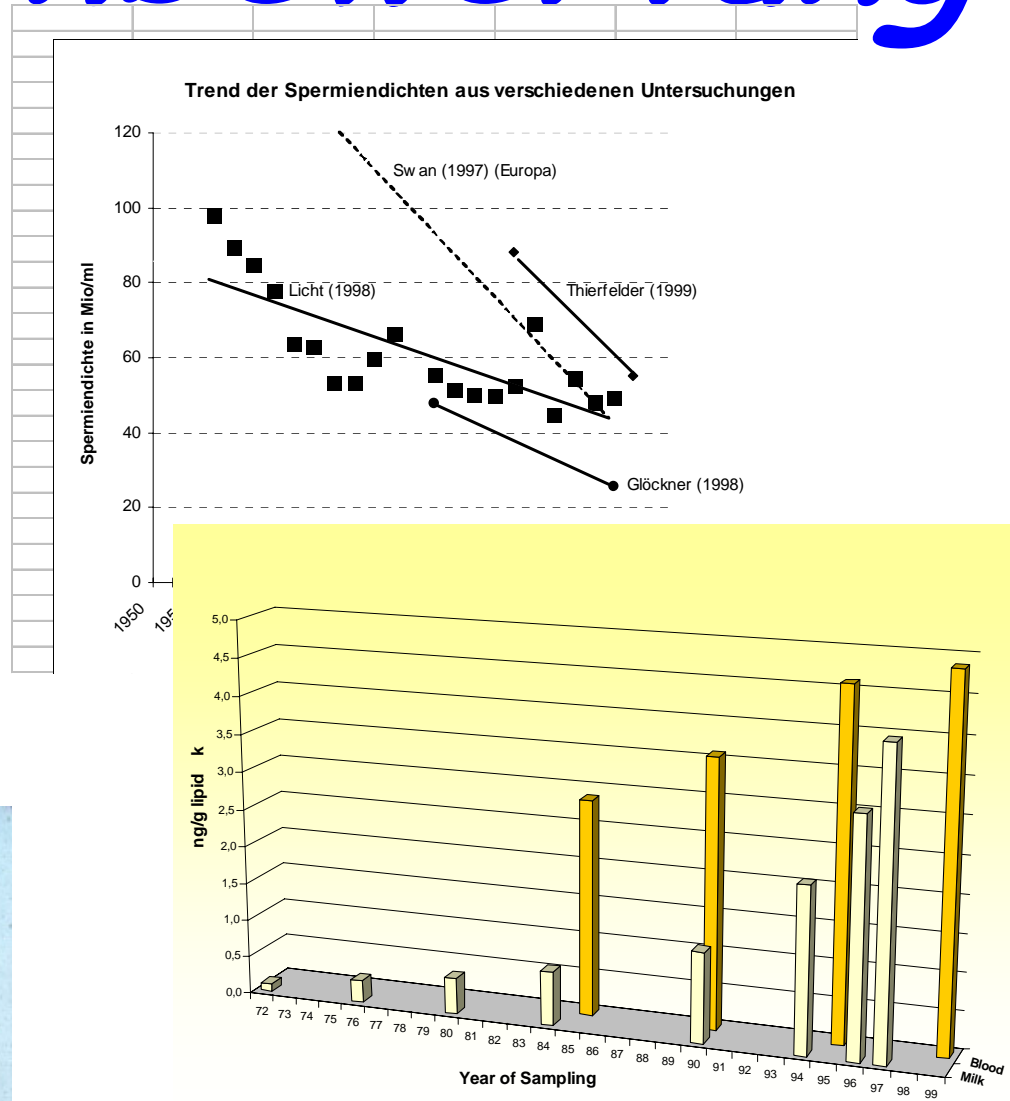 Trend der Spermiendichten aus verschiedenen Untersuchungen
Spermiendichte in Mio/ml
120
100
80
60
40
20
0
1950
Swan (1997) (Europa)
Licht (1998)
Thierfelder (1999)
Glöckner (1998)
ng/g lipid k
5,0
4,5
4,0
3,5
3,0
2,5
2,0
1,5
1,0
0,5
0,0
72 73 74 75 76 77 78 79 80 81 82 83 84 85 86 87 88 89 90 91 92 93 94 95 96 97 98 99
Blood
Milk
Year of Sampling